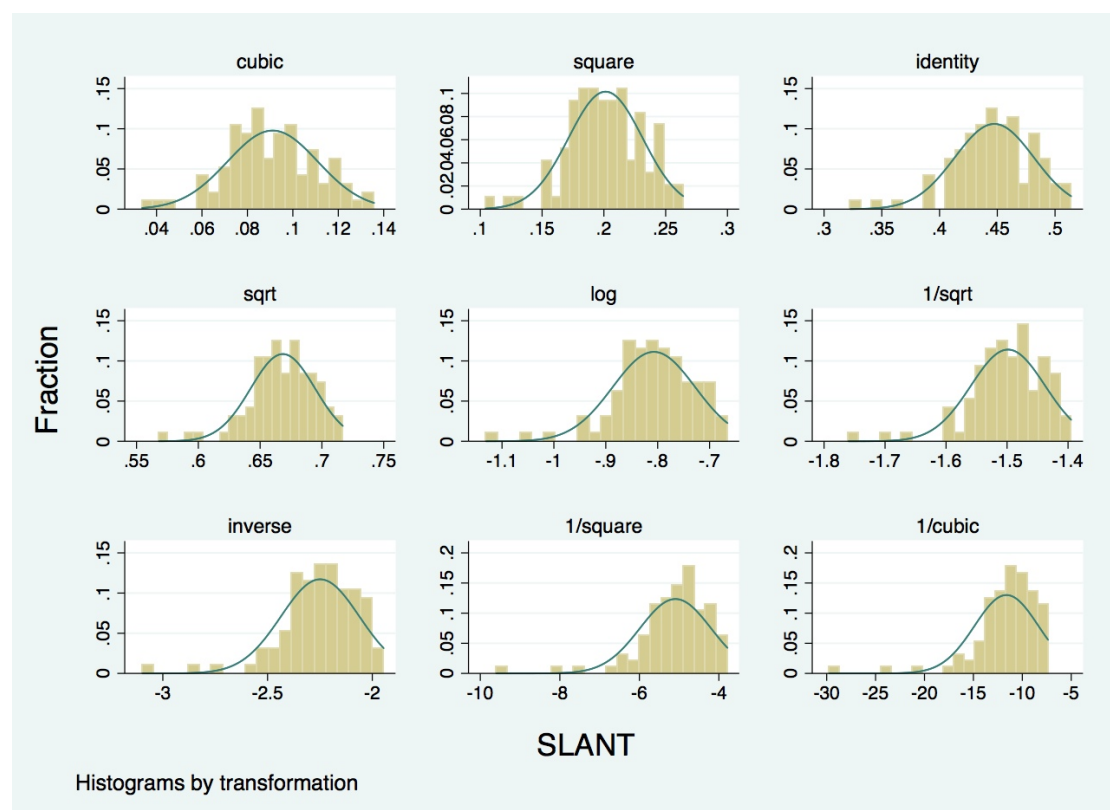 cubic
.15
.1
.05
0
.04 .06 .08 .1 .12 .14
square
0 .02.04.06.08 .1
.1 .15 .2 .25 .3
identity
.15
.1
.05
0
.3 .35 .4 .45 .5
sqrt
.15
.1
.05
0
.55 .6 .65 .7 .75
log
.15
.1
.05
0
-1.1 -1 -.9 -.8 -.7
1/sqrt
.15
.1
.05
0
-1.8 -1.7 -1.6 -1.5 -1.4
Fraction
inverse
.15
.1
.05
0
-3 -2.5 -2
1/square
.2
.15
.1
.05
0
-10 -8 -6 -4
1/cubic
.2
.15
.1
.05
0
-30 -25 -20 -15 -10 -5
SLANT
Histograms by transformation